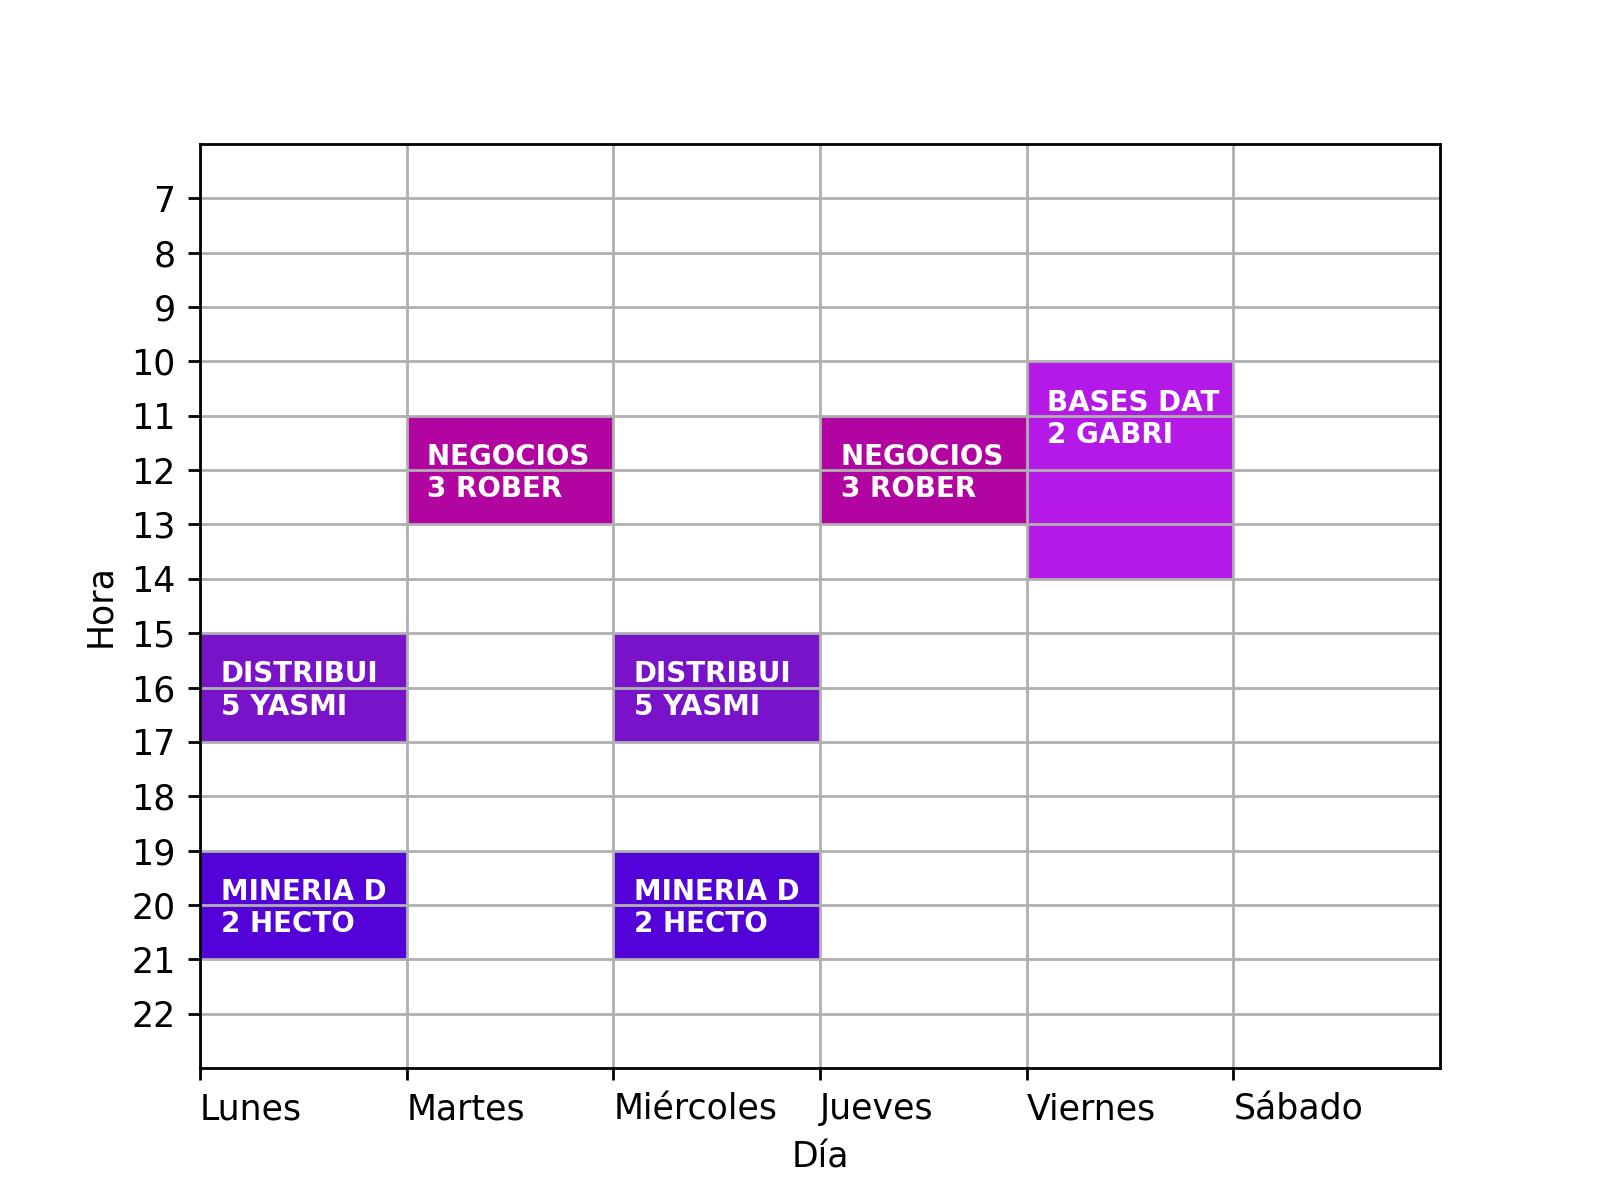 7
8
9
10
BASES DAT
11
2 GABRI
NEGOCIOS
NEGOCIOS
12
3 ROBER
3 ROBER
13
14
Hora
15
DISTRIBUI
DISTRIBUI
16
5 YASMI
5 YASMI
17
18
19
MINERIA D
MINERIA D
20
2 HECTO
2 HECTO
21
22
Lunes
Martes
Miércoles
Jueves
Viernes
Sábado
Día